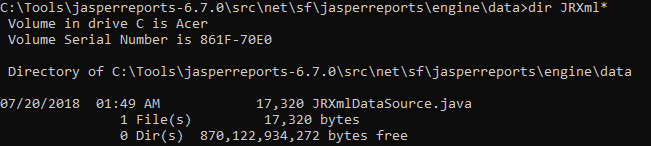 C:\Tools\jasperreports-6.7.0\src\net\sf\jasperreports\engine\data>dir JRXml*
 Volume in drive C is Acer
 Volume Serial Number is 861F-70E0

 Directory of C:\Tools\jasperreports-6.7.0\src\net\sf\jasperreports\engine\data

07/20/2018  01:49 AM            17,320 JRXmlDataSource.java
               1 File(s)         17,320 bytes
               0 Dir(s)  870,122,934,272 bytes free